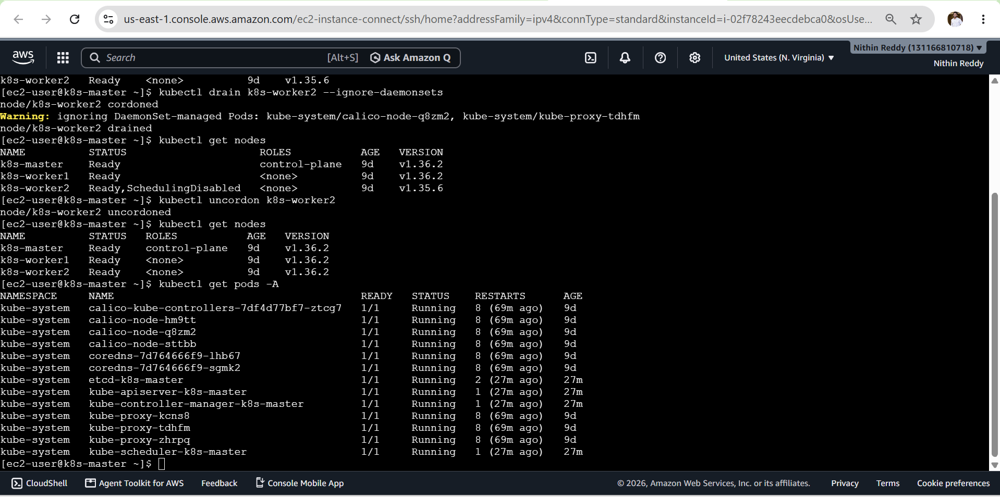 us-east-1.console.aws.amazon.com/ec2-instance-connect/ssh/home?addressFamily=ipv4&connType=standard&instanceId=i-02f78243eecdebca0&osUse...
aws Search [Alt+S] Ask Amazon Q United States (N. Virginia) Nithin Reddy (131166810718)
Nithin Reddy
k8s-worker2   Ready    <none>          9d    v1.35.6
[ec2-user@k8s-master ~]$ kubectl drain k8s-worker2 --ignore-daemonsets
node/k8s-worker2 cordoned
Warning: ignoring DaemonSet-managed Pods: kube-system/calico-node-q8zm2, kube-system/kube-proxy-tdhfm
node/k8s-worker2 drained
[ec2-user@k8s-master ~]$ kubectl get nodes
NAME          STATUS                     ROLES           AGE   VERSION
k8s-master    Ready                      control-plane   9d    v1.36.2
k8s-worker1   Ready                      <none>          9d    v1.36.2
k8s-worker2   Ready,SchedulingDisabled   <none>          9d    v1.35.6
[ec2-user@k8s-master ~]$ kubectl uncordon k8s-worker2
node/k8s-worker2 uncordoned
[ec2-user@k8s-master ~]$ kubectl get nodes
NAME          STATUS   ROLES           AGE   VERSION
k8s-master    Ready    control-plane   9d    v1.36.2
k8s-worker1   Ready    <none>          9d    v1.36.2
k8s-worker2   Ready    <none>          9d    v1.36.2
[ec2-user@k8s-master ~]$ kubectl get pods -A
NAMESPACE     NAME                                       READY   STATUS    RESTARTS      AGE
kube-system   calico-kube-controllers-7df4d77bf7-ztcg7   1/1     Running   8 (69m ago)   9d
kube-system   calico-node-hm9tt                          1/1     Running   8 (69m ago)   9d
kube-system   calico-node-q8zm2                          1/1     Running   8 (69m ago)   9d
kube-system   calico-node-sttbb                          1/1     Running   8 (69m ago)   9d
kube-system   coredns-7d764666f9-lhb67                   1/1     Running   8 (69m ago)   9d
kube-system   coredns-7d764666f9-sgmk2                   1/1     Running   8 (69m ago)   9d
kube-system   etcd-k8s-master                            1/1     Running   2 (27m ago)   27m
kube-system   kube-apiserver-k8s-master                  1/1     Running   1 (27m ago)   27m
kube-system   kube-controller-manager-k8s-master         1/1     Running   1 (27m ago)   27m
kube-system   kube-proxy-kcns8                           1/1     Running   8 (69m ago)   9d
kube-system   kube-proxy-tdhfm                           1/1     Running   8 (69m ago)   9d
kube-system   kube-proxy-zhrpq                           1/1     Running   8 (69m ago)   9d
kube-system   kube-scheduler-k8s-master                  1/1     Running   1 (27m ago)   27m
[ec2-user@k8s-master ~]$
CloudShell Agent Toolkit for AWS Feedback Console Mobile App © 2026, Amazon Web Services, Inc. or its affiliates. Privacy Terms Cookie preferences